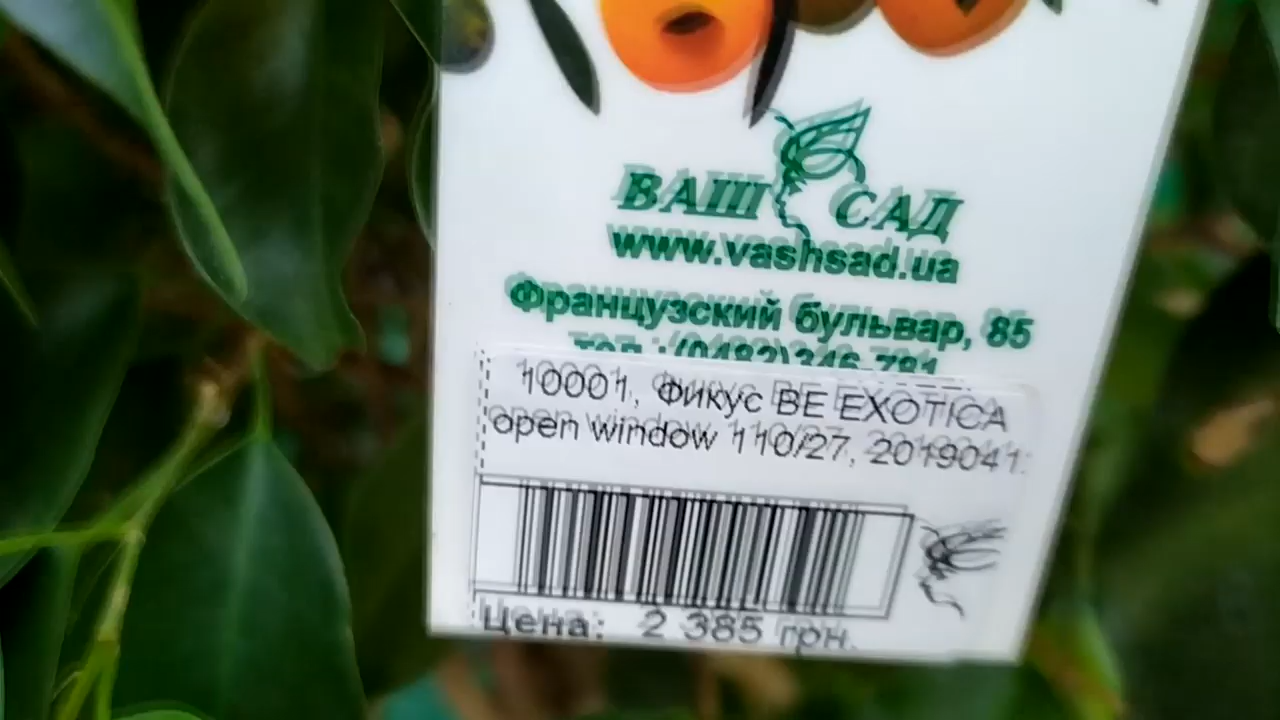 ВАШ САД
www.vashsad.ua
Французский бульвар, 85
тел.: (0482) 346-781
10001, Фикус BE EXOTICA
open window 110/27, 2019041
Цена: 2 385 грн.